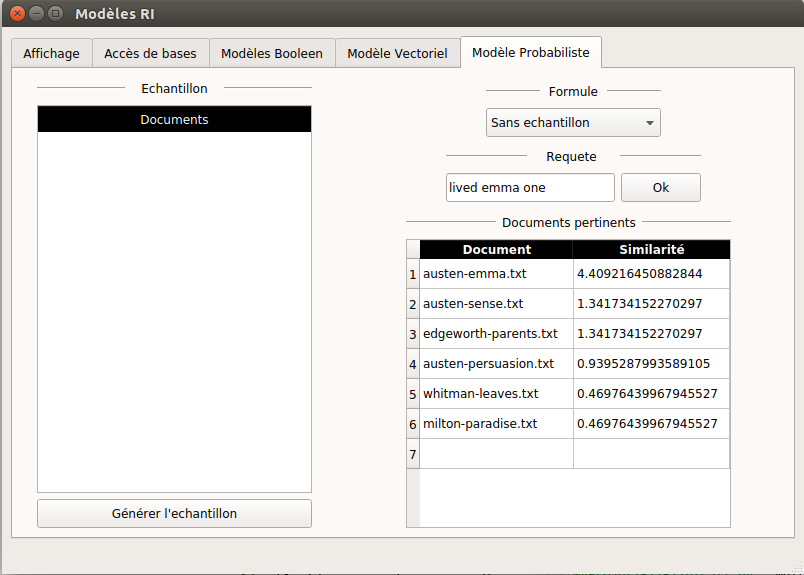 Modèles RI
Affichage
Accès de bases
Modèles Booleen
Modèle Vectoriel
Modèle Probabiliste
Echantillon
Documents
Générer l'echantillon
Formule
Sans echantillon
Requete
lived emma one
Ok
Documents pertinents
Document Similarité
1 austen-emma.txt 4.409216450882844
2 austen-sense.txt 1.341734152270297
3 edgeworth-parents.txt 1.341734152270297
4 austen-persuasion.txt 0.9395287993589105
5 whitman-leaves.txt 0.46976439967945527
6 milton-paradise.txt 0.46976439967945527
7